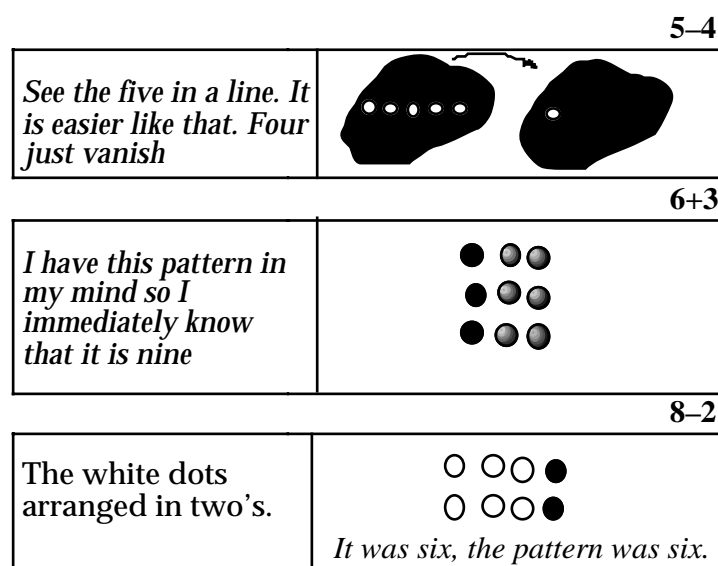 5–4
See the five in a line. It
is easier like that. Four
just vanish
6+3
I have this pattern in
my mind so I
immediately know
that it is nine
8–2
The white dots
arranged in two's.
It was six, the pattern was six.